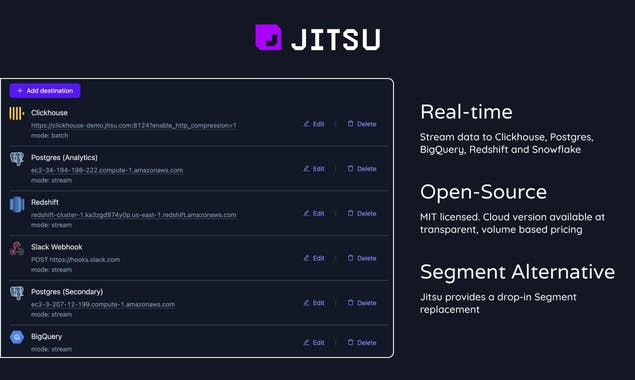 JITSU
+ Add destination
Clickhouse
https://clickhouse-demo.jitsu.com:8124?enable_http_compression=1
mode: batch
Edit
Delete
Postgres (Analytics)
ec2-34-194-198-222.compute-1.amazonaws.com
mode: stream
Edit
Delete
Redshift
redshift-cluster-1.ka3zgd974y0p.us-east-1.redshift.amazonaws.com
mode: stream
Edit
Delete
Slack Webhook
POST https://hooks.slack.com
mode: stream
Edit
Delete
Postgres (Secondary)
ec2-3-207-12-199.compute-1.amazonaws.com
mode: stream
Edit
Delete
BigQuery
mode: stream
Edit
Delete
Real-time
Stream data to Clickhouse, Postgres,
BigQuery, Redshift and Snowflake
Open-Source
MIT licensed. Cloud version available at
transparent, volume based pricing
Segment Alternative
Jitsu provides a drop-in Segment
replacement